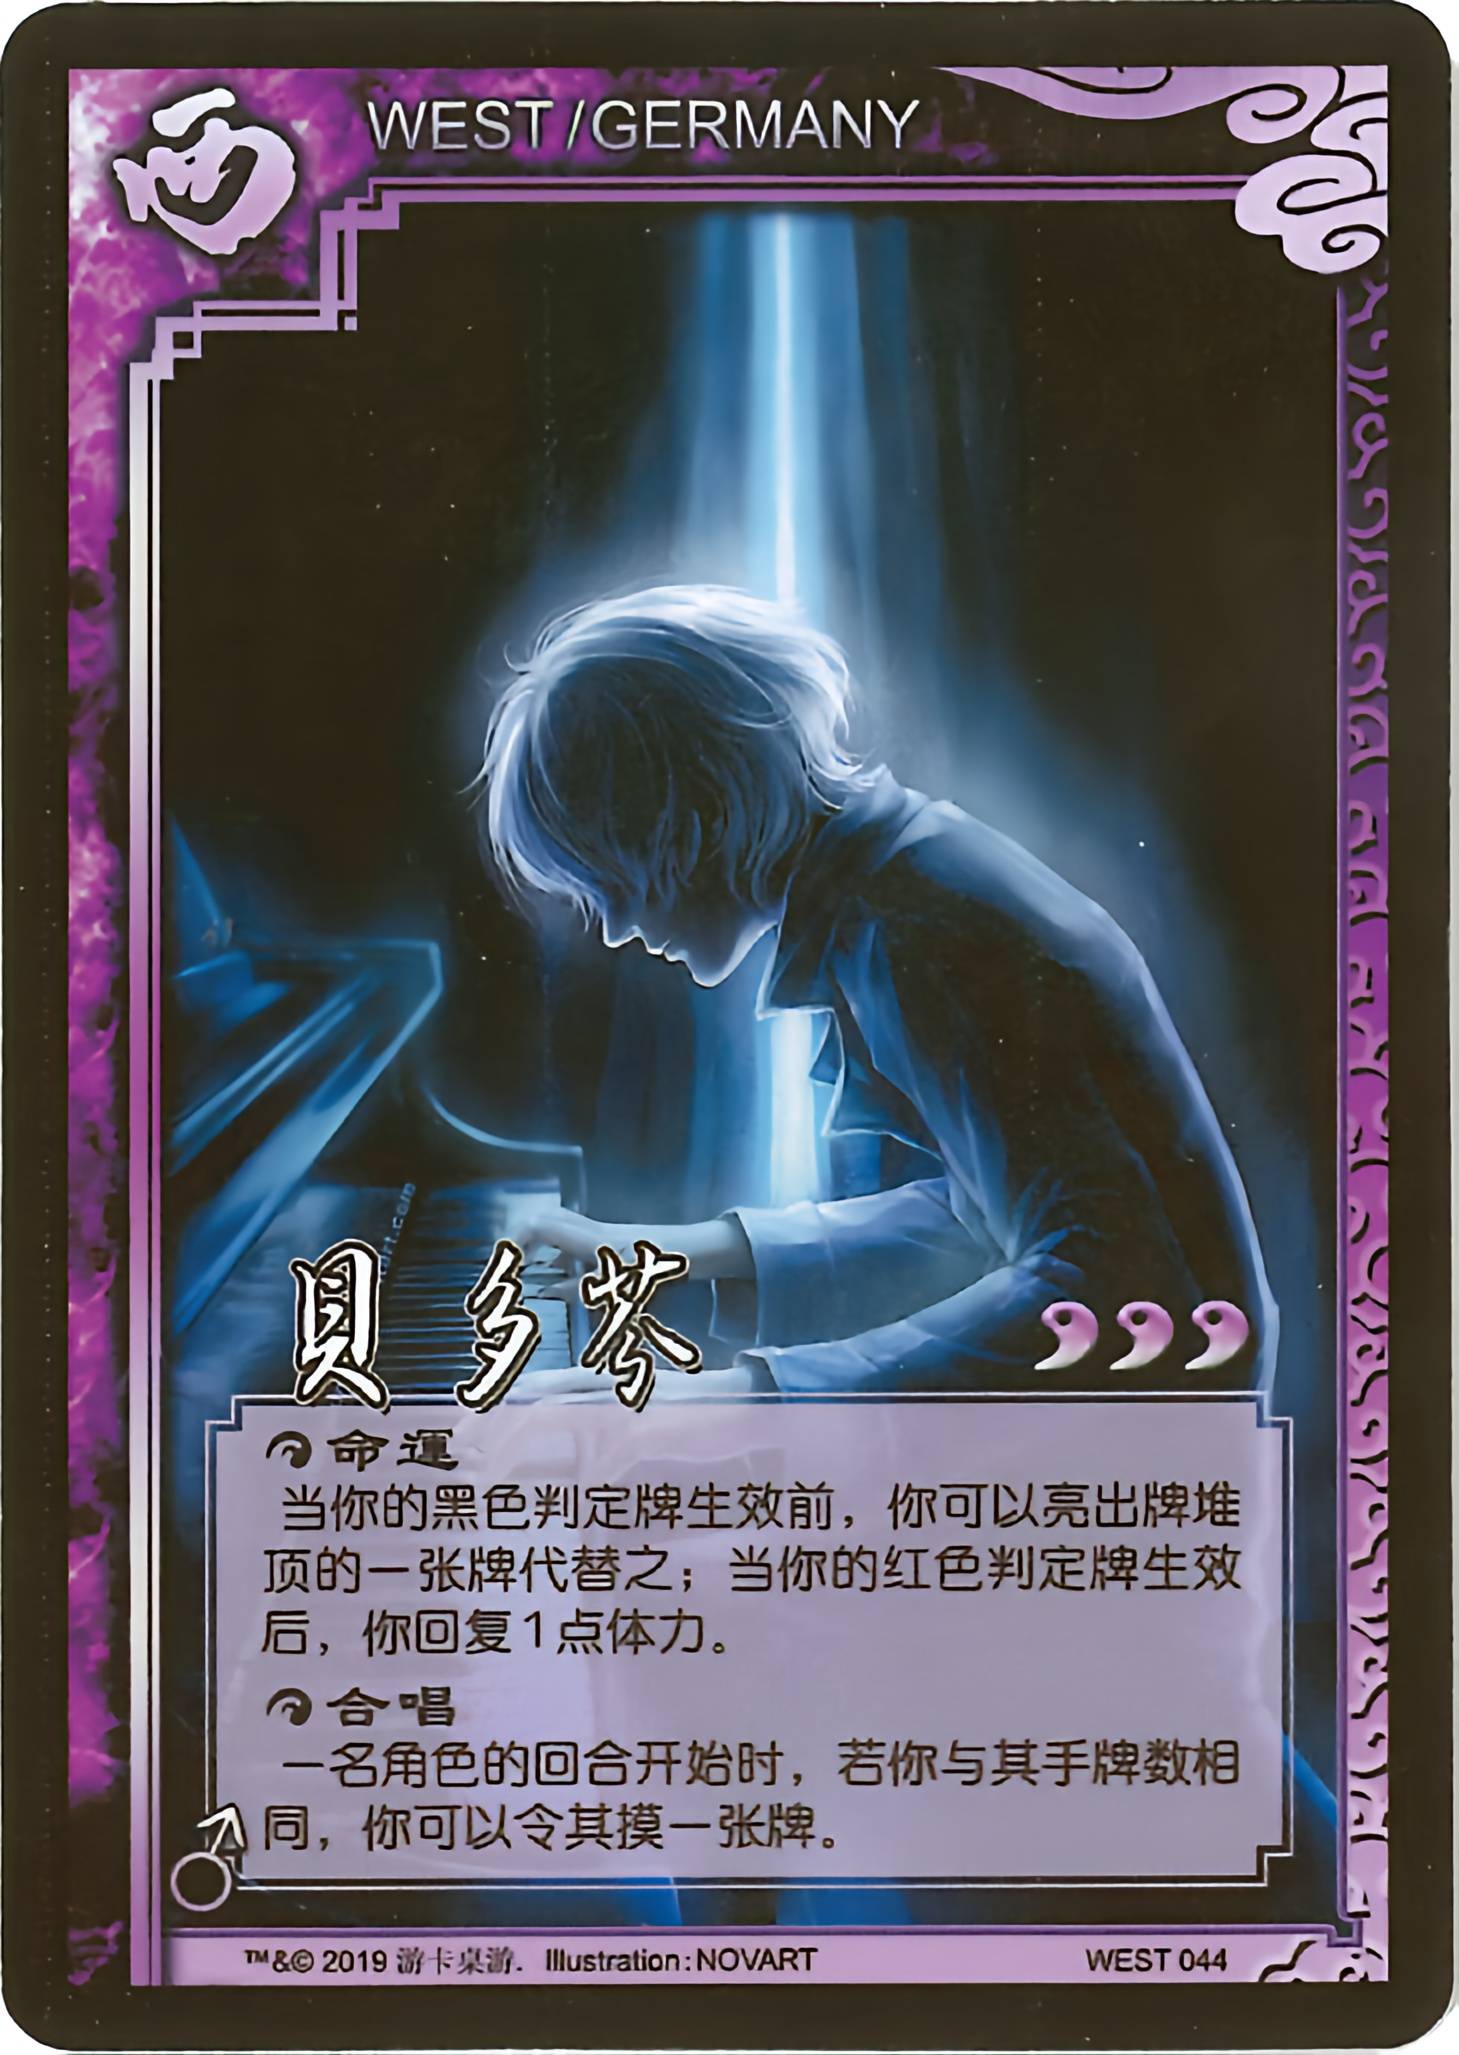 西
WEST / GERMANY
貝多芬
命運
当你的黑色判定牌生效前，你可以亮出牌堆
顶的一张牌代替之；当你的红色判定牌生效
后，你回复1点体力。
合唱
一名角色的回合开始时，若你与其手牌数相
同，你可以令其摸一张牌。
™&© 2019 游卡桌游. Illustration: NOVART
WEST 044